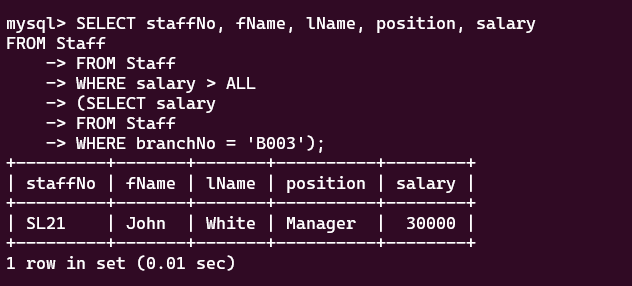 mysql> SELECT staffNo, fName, lName, position, salary
FROM Staff
    -> FROM Staff
    -> WHERE salary > ALL
    -> (SELECT salary
    -> FROM Staff
    -> WHERE branchNo = 'B003');
+---------+-------+-------+----------+--------+
| staffNo | fName | lName | position | salary |
+---------+-------+-------+----------+--------+
| SL21    | John  | White | Manager  |  30000 |
+---------+-------+-------+----------+--------+
1 row in set (0.01 sec)